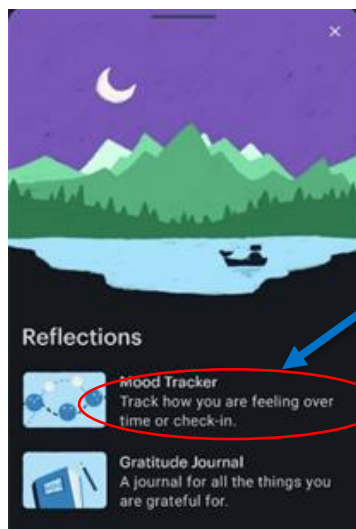 Reflections
Mood Tracker
Track how you are feeling over
time or check-in.
Gratitude Journal
A journal for all the things you
are grateful for.